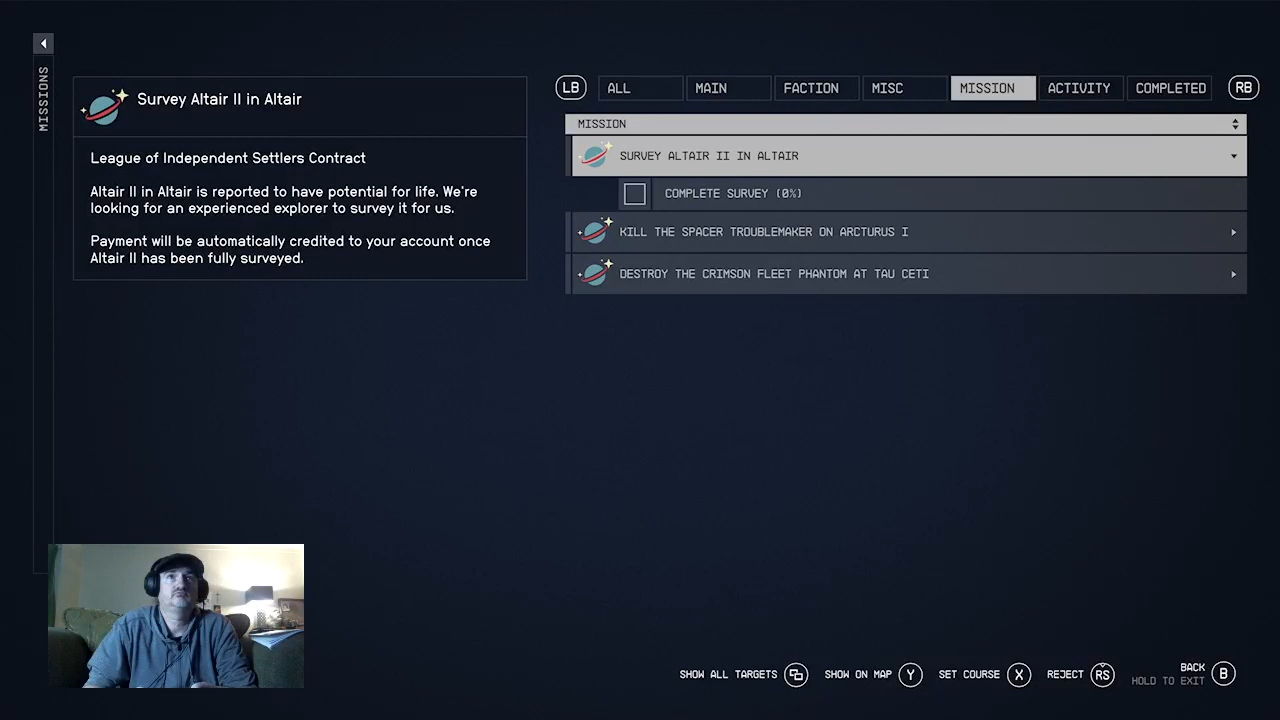 MISSIONS
Survey Altair II in Altair
League of Independent Settlers Contract
Altair II in Altair is reported to have potential for life. We're
looking for an experienced explorer to survey it for us.
Payment will be automatically credited to your account once
Altair II has been fully surveyed.
LB ALL MAIN FACTION MISC MISSION ACTIVITY COMPLETED RB
MISSION
SURVEY ALTAIR II IN ALTAIR
COMPLETE SURVEY (0%)
KILL THE SPACER TROUBLEMAKER ON ARCTURUS I
DESTROY THE CRIMSON FLEET PHANTOM AT TAU CETI
SHOW ALL TARGETS SHOW ON MAP Y SET COURSE X REJECT RS BACK B
HOLD TO EXIT